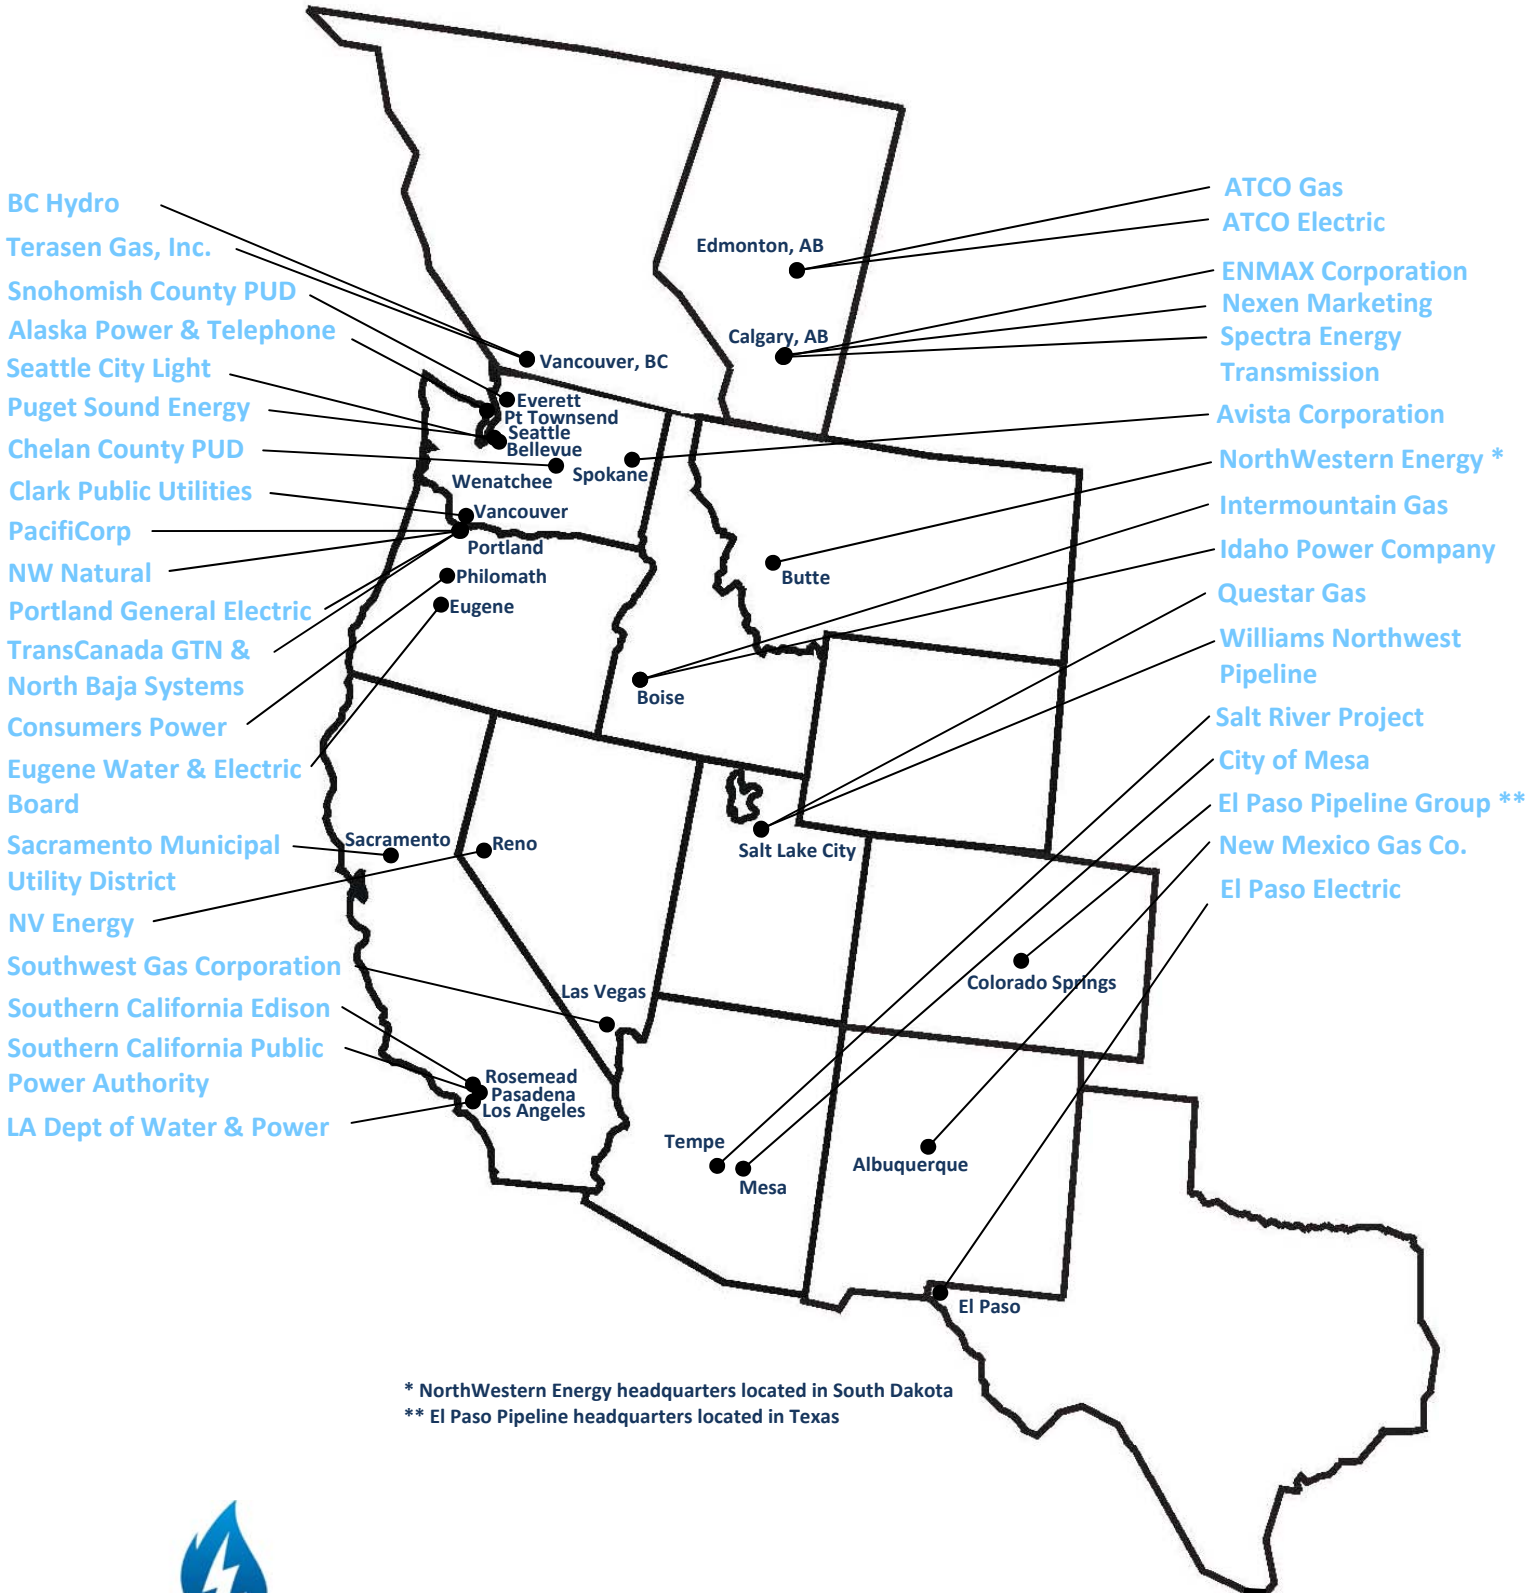 BC Hydro
Terasen Gas, Inc.
Snohomish County PUD
Alaska Power & Telephone
Seattle City Light
Puget Sound Energy
Chelan County PUD
Clark Public Utilities
PacifiCorp
NW Natural
Portland General Electric
TransCanada GTN &
North Baja Systems
Consumers Power
Eugene Water & Electric
Board
Sacramento Municipal
Utility District
NV Energy
Southwest Gas Corporation
Southern California Edison
Southern California Public
Power Authority
LA Dept of Water & Power
Edmonton, AB
Calgary, AB
Vancouver, BC
Everett
Pt Townsend
Seattle
Bellevue
Wenatchee
Spokane
Vancouver
Portland
Philomath
Eugene
Butte
Boise
Sacramento
Reno
Salt Lake City
Las Vegas
Colorado Springs
Rosemead
Pasadena
Los Angeles
Tempe
Mesa
Albuquerque
El Paso
ATCO Gas
ATCO Electric
ENMAX Corporation
Nexen Marketing
Spectra Energy
Transmission
Avista Corporation
NorthWestern Energy *
Intermountain Gas
Idaho Power Company
Questar Gas
Williams Northwest
Pipeline
Salt River Project
City of Mesa
El Paso Pipeline Group **
New Mexico Gas Co.
El Paso Electric
* NorthWestern Energy headquarters located in South Dakota
** El Paso Pipeline headquarters located in Texas